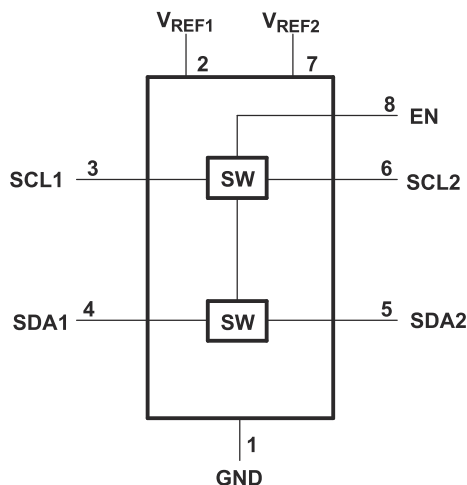 VREF1 VREF2
2 7
8 EN
SCL1 3 SW 6 SCL2
SDA1 4 SW 5 SDA2
1
GND